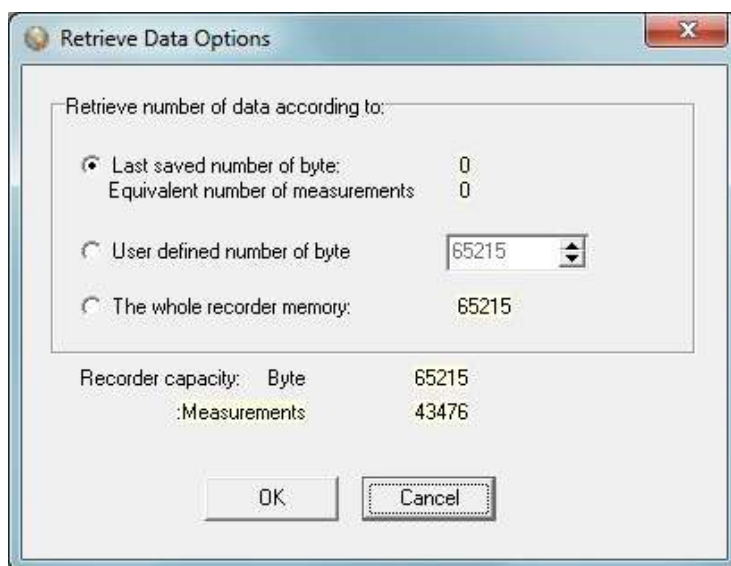 Retrieve Data Options
Retrieve number of data according to:
Last saved number of byte: 0
Equivalent number of measurements 0
User defined number of byte 65215
The whole recorder memory: 65215
Recorder capacity: Byte 65215
:Measurements 43476
OK Cancel